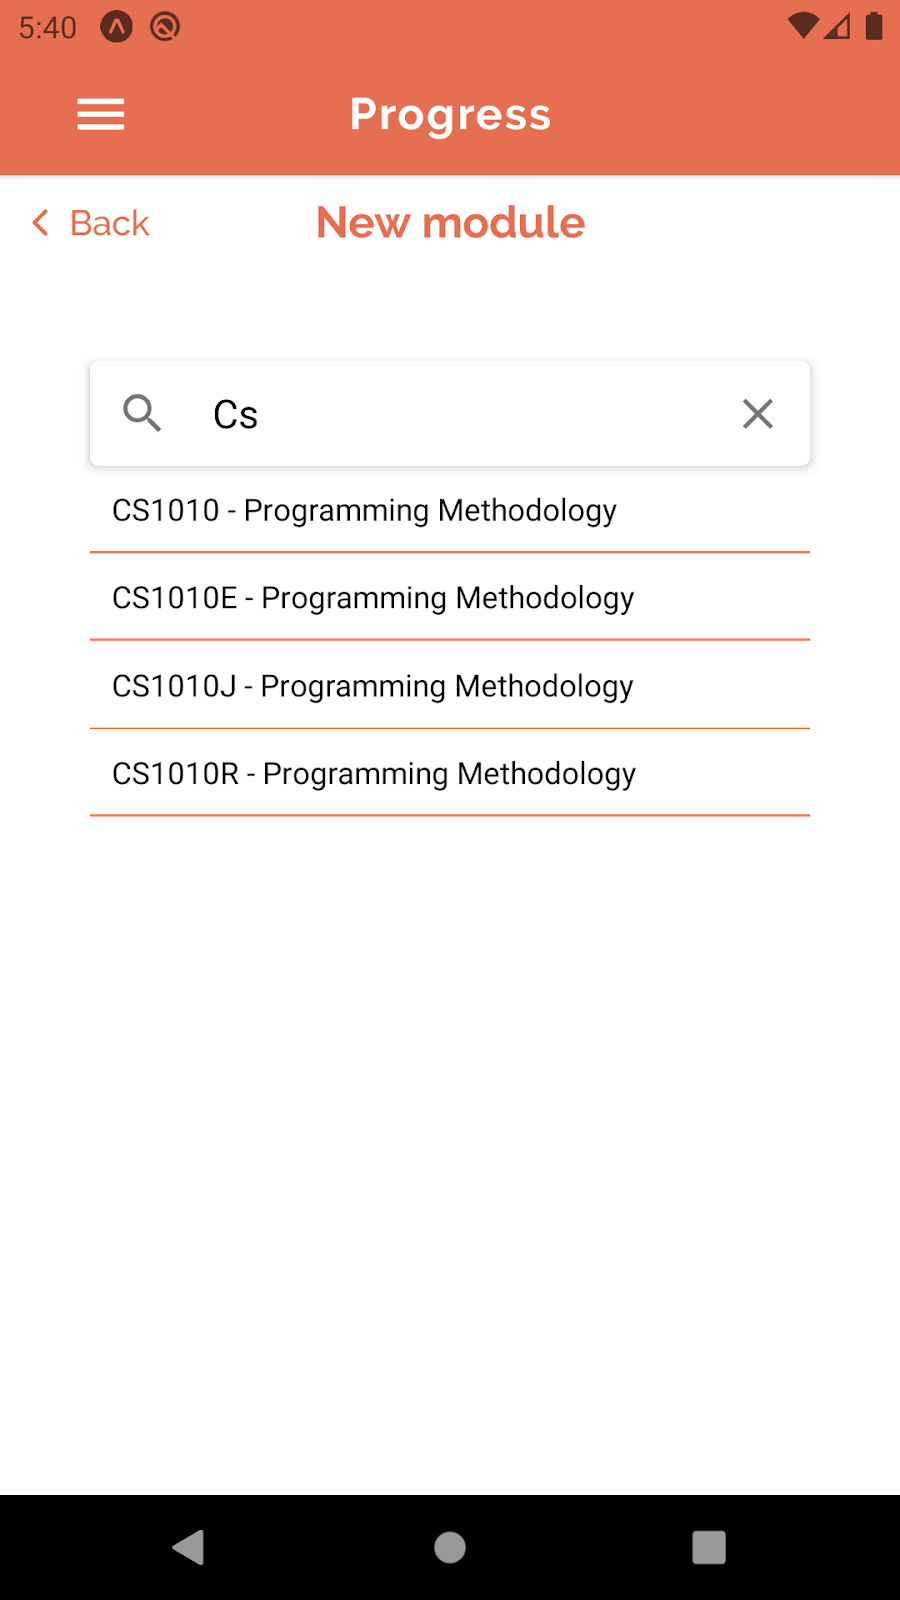 5:40
Progress
Back
New module
Cs
CS1010 - Programming Methodology
CS1010E - Programming Methodology
CS1010J - Programming Methodology
CS1010R - Programming Methodology